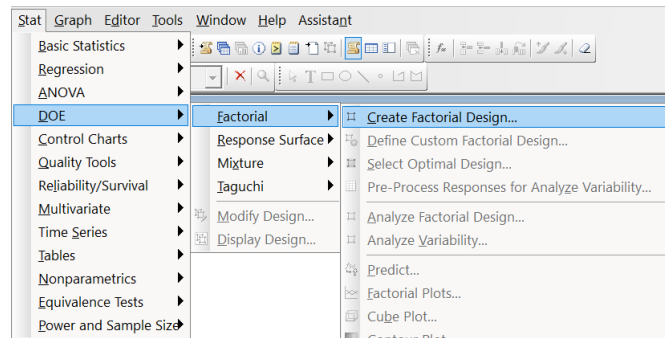 Stat Graph Editor Tools Window Help Assistant
Basic Statistics
Regression
ANOVA
DOE
Control Charts
Quality Tools
Reliability/Survival
Multivariate
Time Series
Tables
Nonparametrics
Equivalence Tests
Power and Sample Size
Factorial
Response Surface
Mixture
Taguchi
Modify Design...
Display Design...
Create Factorial Design...
Define Custom Factorial Design...
Select Optimal Design...
Pre-Process Responses for Analyze Variability...
Analyze Factorial Design...
Analyze Variability...
Predict...
Factorial Plots...
Cube Plot...
Contour Plot